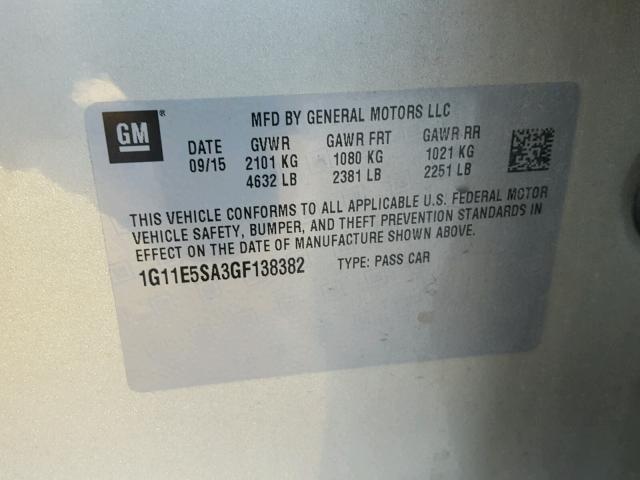 MFD BY GENERAL MOTORS LLC
GM®
DATE GVWR GAWR FRT GAWR RR
09/15 2101 KG 1080 KG 1021 KG
4632 LB 2381 LB 2251 LB
THIS VEHICLE CONFORMS TO ALL APPLICABLE U.S. FEDERAL MOTOR
VEHICLE SAFETY, BUMPER, AND THEFT PREVENTION STANDARDS IN
EFFECT ON THE DATE OF MANUFACTURE SHOWN ABOVE.
1G11E5SA3GF138382 TYPE: PASS CAR